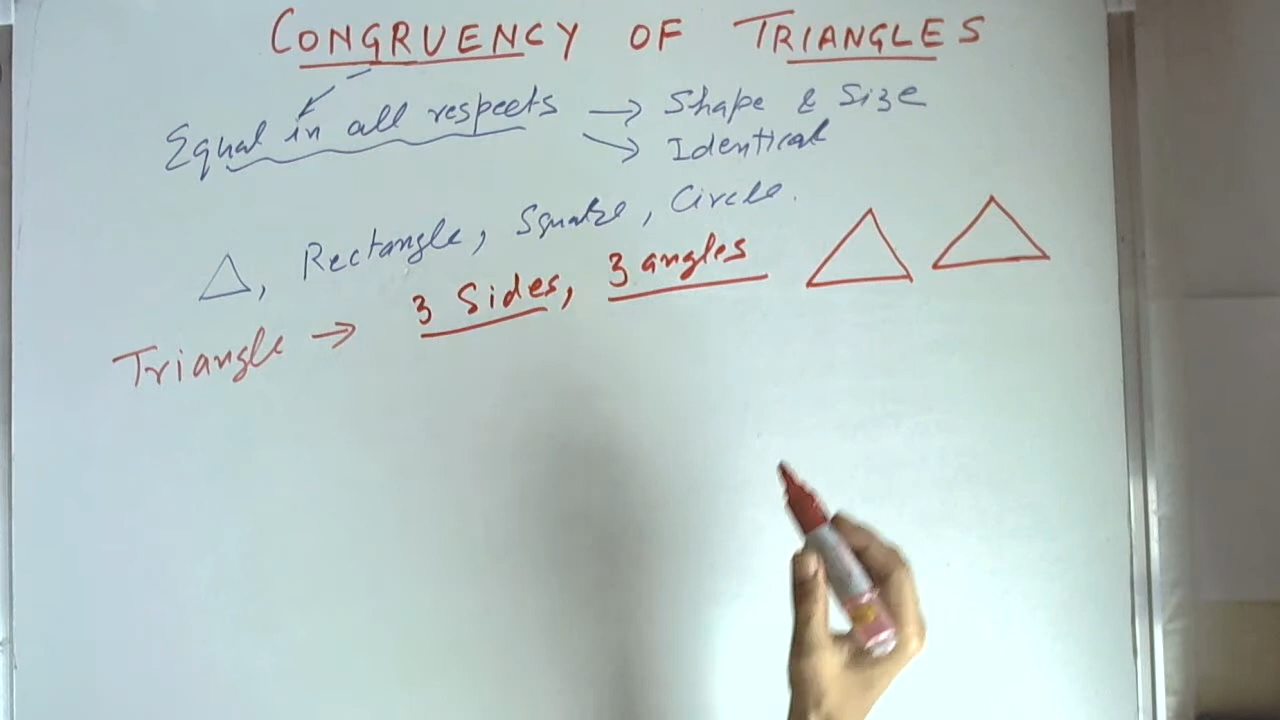 CONGRUENCY OF TRIANGLES
Equal in all respects → Shape & Size
→ Identical
△, Rectangle, Square, Circle.
Triangle → 3 Sides, 3 angles